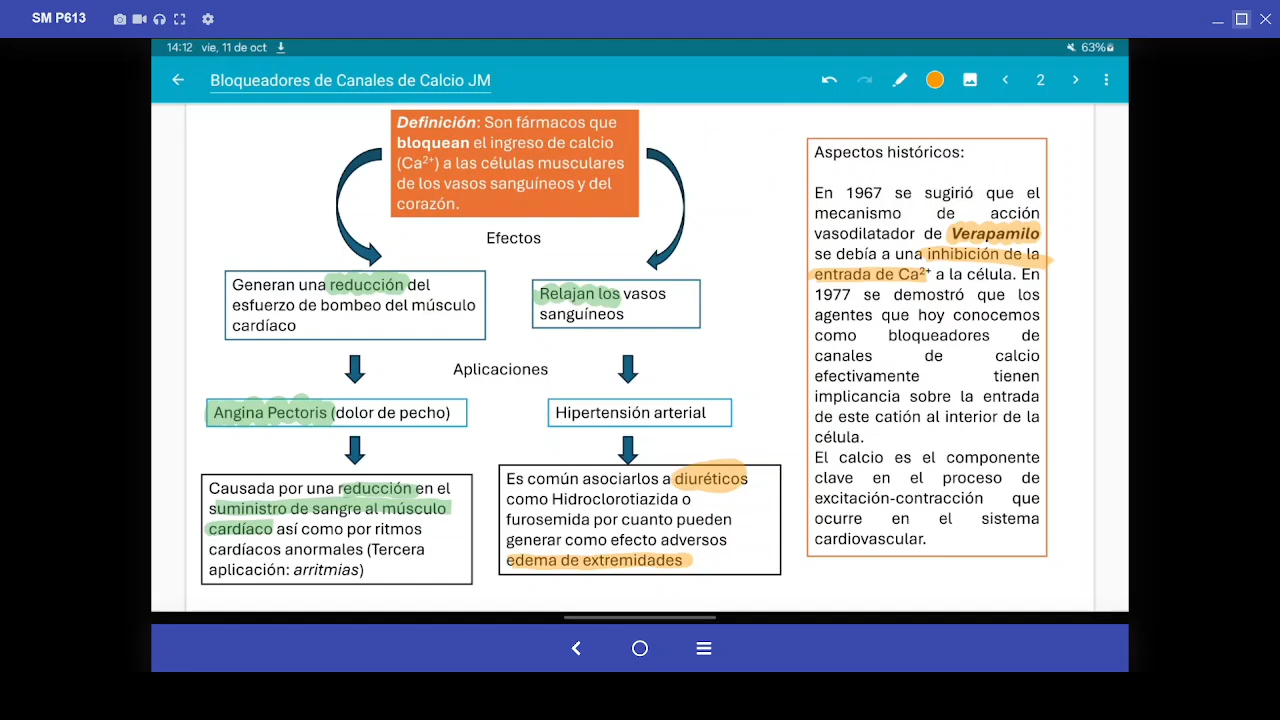 SM P613
14:12 vie, 11 de oct
63%
Bloqueadores de Canales de Calcio JM
2
Definición: Son fármacos que
bloquean el ingreso de calcio
(Ca²⁺) a las células musculares
de los vasos sanguíneos y del
corazón.
Efectos
Generan una reducción del
esfuerzo de bombeo del músculo
cardíaco
Relajan los vasos
sanguíneos
Aplicaciones
Angina Pectoris (dolor de pecho)
Hipertensión arterial
Causada por una reducción en el
suministro de sangre al músculo
cardíaco así como por ritmos
cardíacos anormales (Tercera
aplicación: arritmias)
Es común asociarlos a diuréticos
como Hidroclorotiazida o
furosemida por cuanto pueden
generar como efecto adversos
edema de extremidades
Aspectos históricos:
En 1967 se sugirió que el
mecanismo de acción
vasodilatador de Verapamilo
se debía a una inhibición de la
entrada de Ca²⁺ a la célula. En
1977 se demostró que los
agentes que hoy conocemos
como bloqueadores de
canales de calcio
efectivamente tienen
implicancia sobre la entrada
de este catión al interior de la
célula.
El calcio es el componente
clave en el proceso de
excitación-contracción que
ocurre en el sistema
cardiovascular.